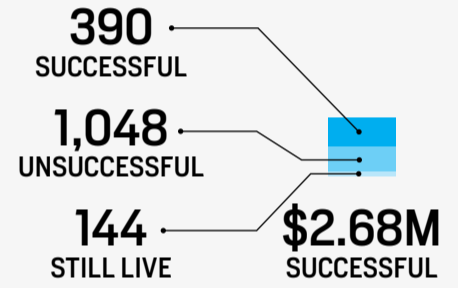 390
SUCCESSFUL
1,048
UNSUCCESSFUL
144
STILL LIVE
$2.68M
SUCCESSFUL